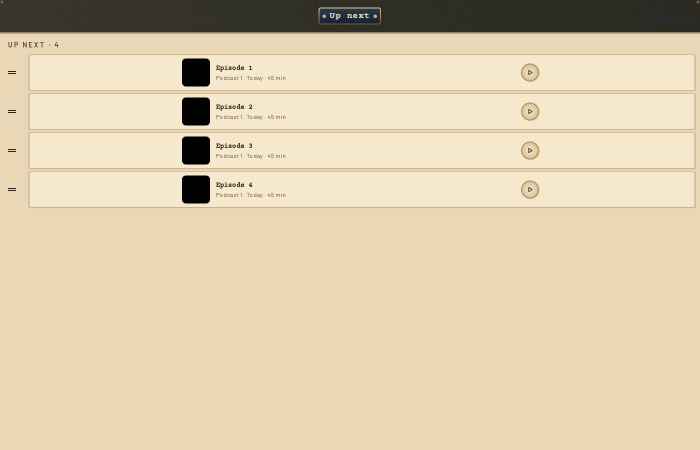 Up next
UP NEXT · 4
Episode 1
Podcast 1 · Today · 45 min
Episode 2
Podcast 1 · Today · 45 min
Episode 3
Podcast 1 · Today · 45 min
Episode 4
Podcast 1 · Today · 45 min